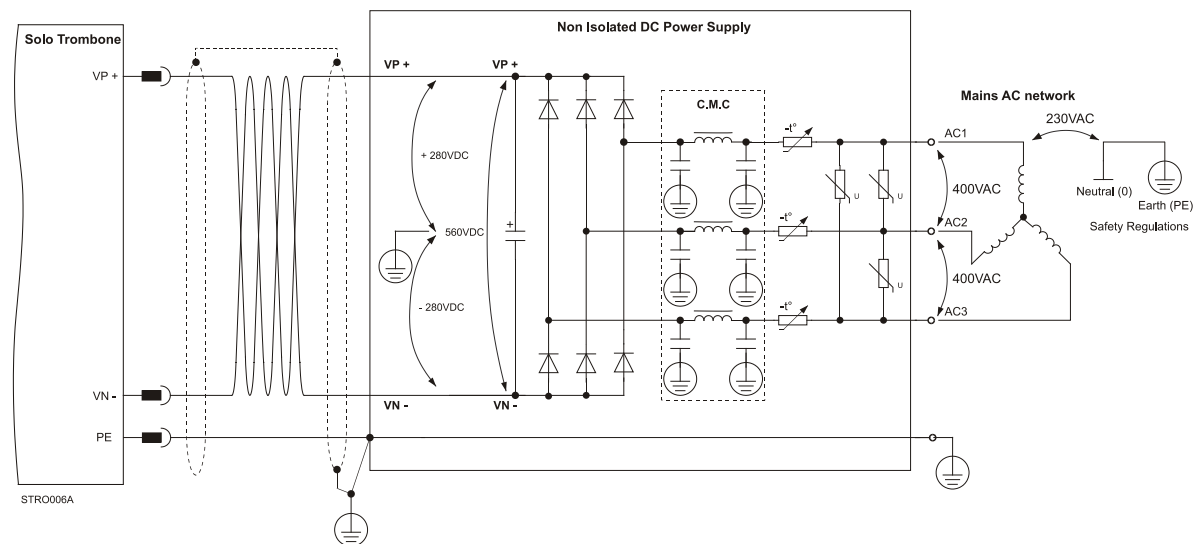 Non Isolated DC Power Supply
Solo Trombone
VP +
VP +
VP +
C.M.C
Mains AC network
230VAC
-t°
AC1
+ 280VDC
400VAC
Neutral (0)
Earth (PE)
U
U
-t°
AC2
Safety Regulations
560VDC
+
400VAC
- 280VDC
U
-t°
AC3
VN -
VN -
VN -
PE
STRO006A